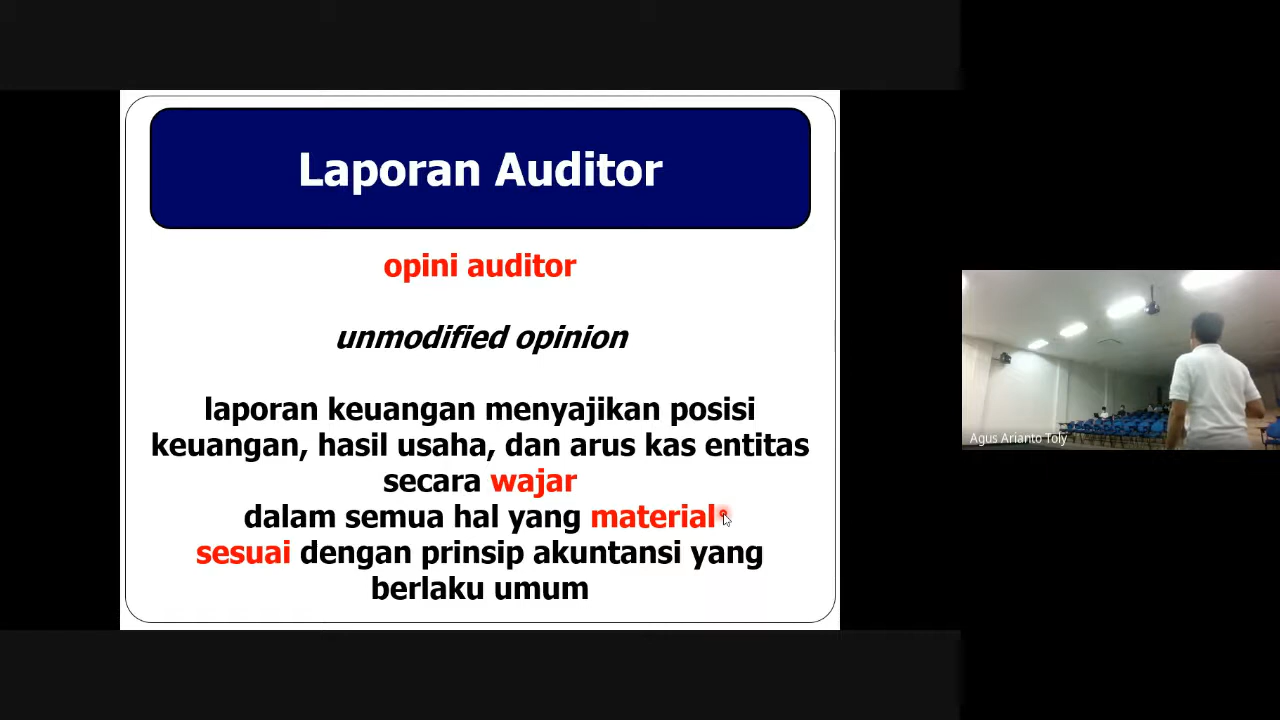 Laporan Auditor
opini auditor
unmodified opinion
laporan keuangan menyajikan posisi
keuangan, hasil usaha, dan arus kas entitas
secara wajar
dalam semua hal yang material
sesuai dengan prinsip akuntansi yang
berlaku umum
Agus Arianto Toly